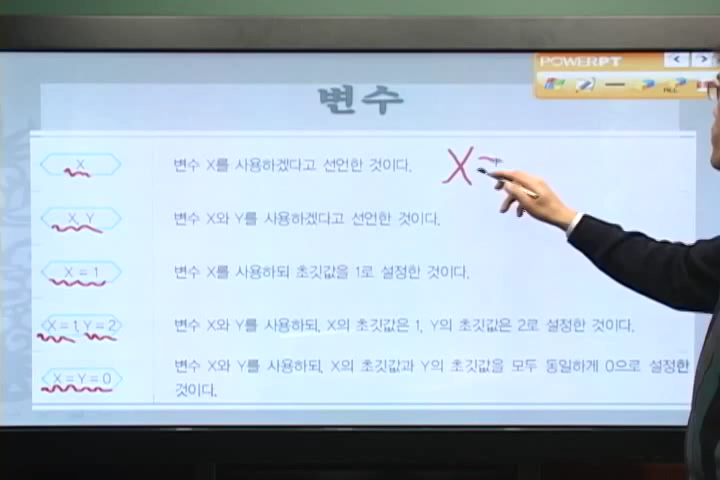 POWERPT
ALL
변수
X 변수 X를 사용하겠다고 선언한 것이다.
X =
X, Y 변수 X와 Y를 사용하겠다고 선언한 것이다.
X = 1 변수 X를 사용하되 초깃값을 1로 설정한 것이다.
X = 1, Y = 2 변수 X와 Y를 사용하되, X의 초깃값은 1, Y의 초깃값은 2로 설정한 것이다.
X = Y = 0 변수 X와 Y를 사용하되, X의 초깃값과 Y의 초깃값을 모두 동일하게 0으로 설정한
것이다.